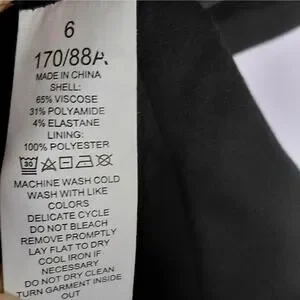 6
170/88A
MADE IN CHINA
SHELL:
65% VISCOSE
31% POLYAMIDE
4% ELASTANE
LINING:
100% POLYESTER
30
MACHINE WASH COLD
WASH WITH LIKE
COLORS
DELICATE CYCLE
DO NOT BLEACH
REMOVE PROMPTLY
LAY FLAT TO DRY
COOL IRON IF
NECESSARY
DO NOT DRY CLEAN
TURN GARMENT INSIDE
OUT